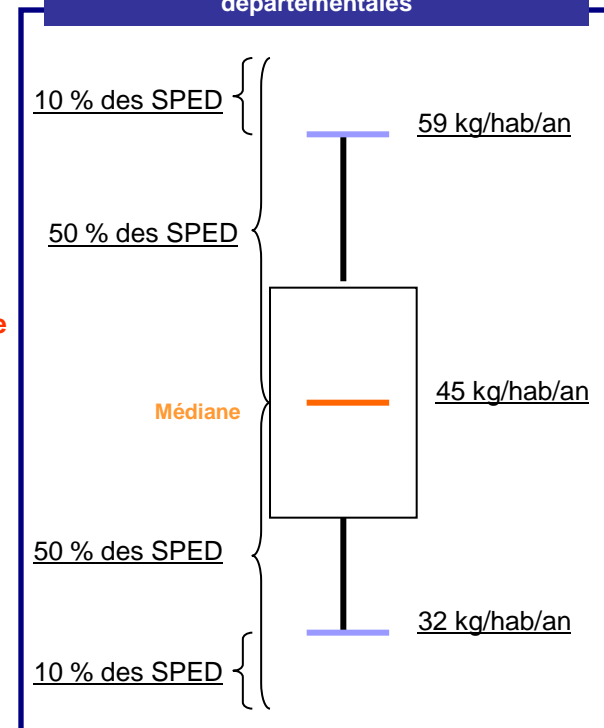 départementales
10 % des SPED
59 kg/hab/an
50 % des SPED
45 kg/hab/an
Médiane
50 % des SPED
32 kg/hab/an
10 % des SPED